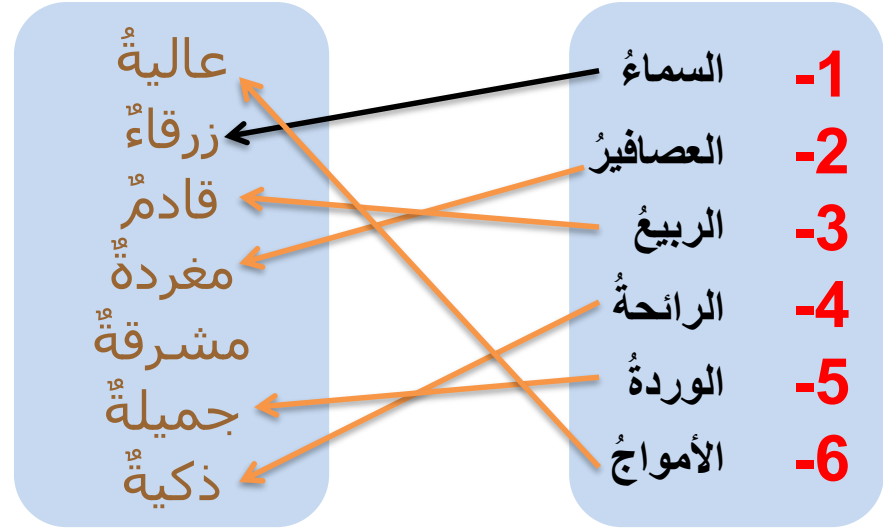 1- السماءُ
2- العصافيرُ
3- الربيعُ
4- الرائحةُ
5- الوردةُ
6- الأمواجُ
عاليةُ
زرقاءٌ
قادمٌ
مغردةٌ
مشرقةٌ
جميلةٌ
ذكيةٌ